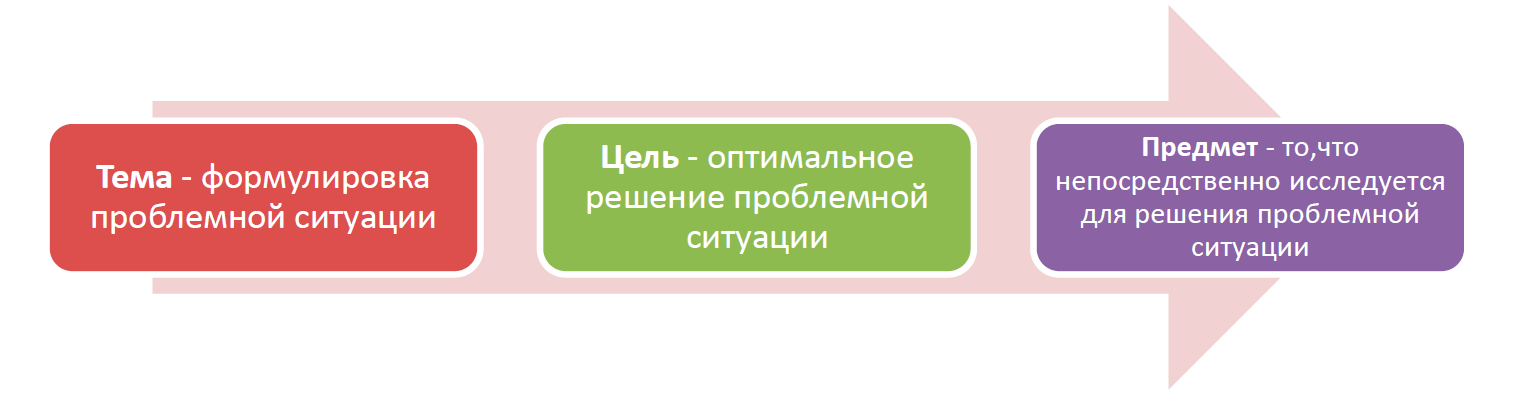 Тема - формулировка
проблемной ситуации
Цель - оптимальное
решение проблемной
ситуации
Предмет - то,что
непосредственно исследуется
для решения проблемной
ситуации